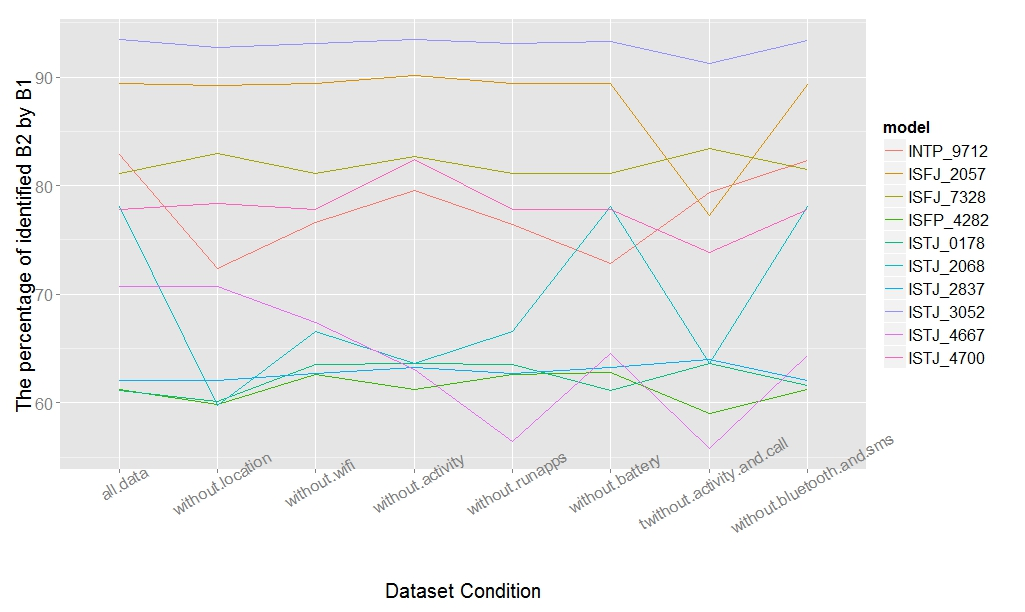 The percentage of identified B2 by B1
90
80
70
60
all.data
without.location
without.wifi
without.activity
without.runapps
without.battery
twithout.activity.and.call
without.bluetooth.and.sms
Dataset Condition
model
INTP_9712
ISFJ_2057
ISFJ_7328
ISFP_4282
ISTJ_0178
ISTJ_2068
ISTJ_2837
ISTJ_3052
ISTJ_4667
ISTJ_4700